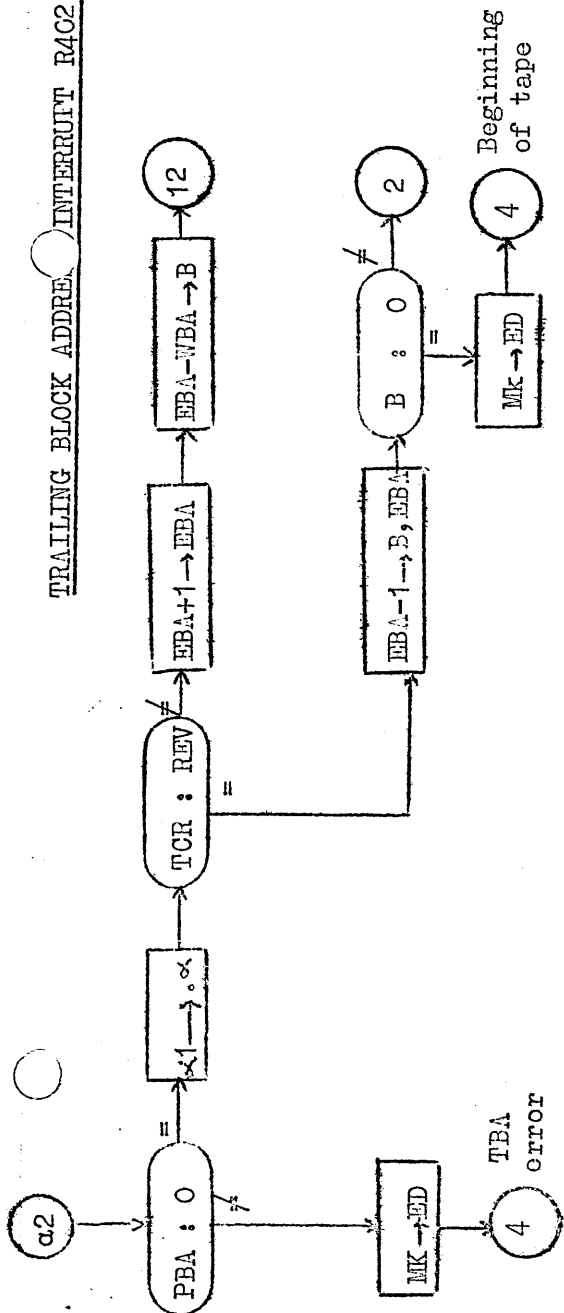 TRAILING BLOCK ADDRE INTERRUPT R4C2
α2
PBA : 0
=
≠
α1→α
TCR : REV
≠
=
EBA+1→EBA
EBA-WBA→B
12
EBA-1→B,EBA
B : 0
≠
2
=
Mk→ED
4
Beginning
of tape
MK→ED
4
TBA
error